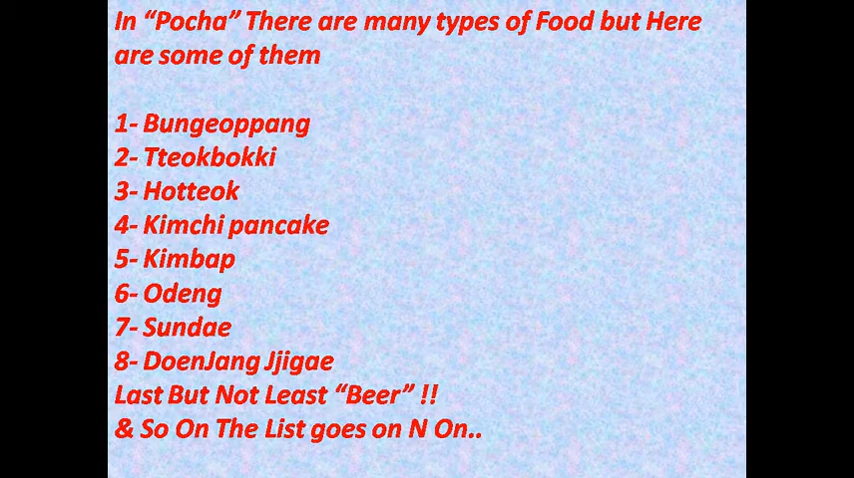 In “Pocha” There are many types of Food but Here
are some of them
1- Bungeoppang
2- Tteokbokki
3- Hotteok
4- Kimchi pancake
5- Kimbap
6- Odeng
7- Sundae
8- DoenJang Jjigae
Last But Not Least “Beer” !!
& So On The List goes on N On..